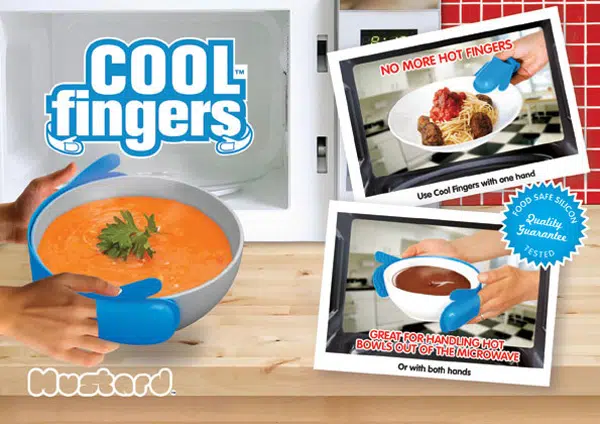 COOL™
fingers
NO MORE HOT FINGERS
Use Cool Fingers with one hand
FOOD SAFE SILICON
Quality
Guarantee
TESTED
GREAT FOR HANDLING HOT
BOWLS OUT OF THE MICROWAVE
Or with both hands
Mustard